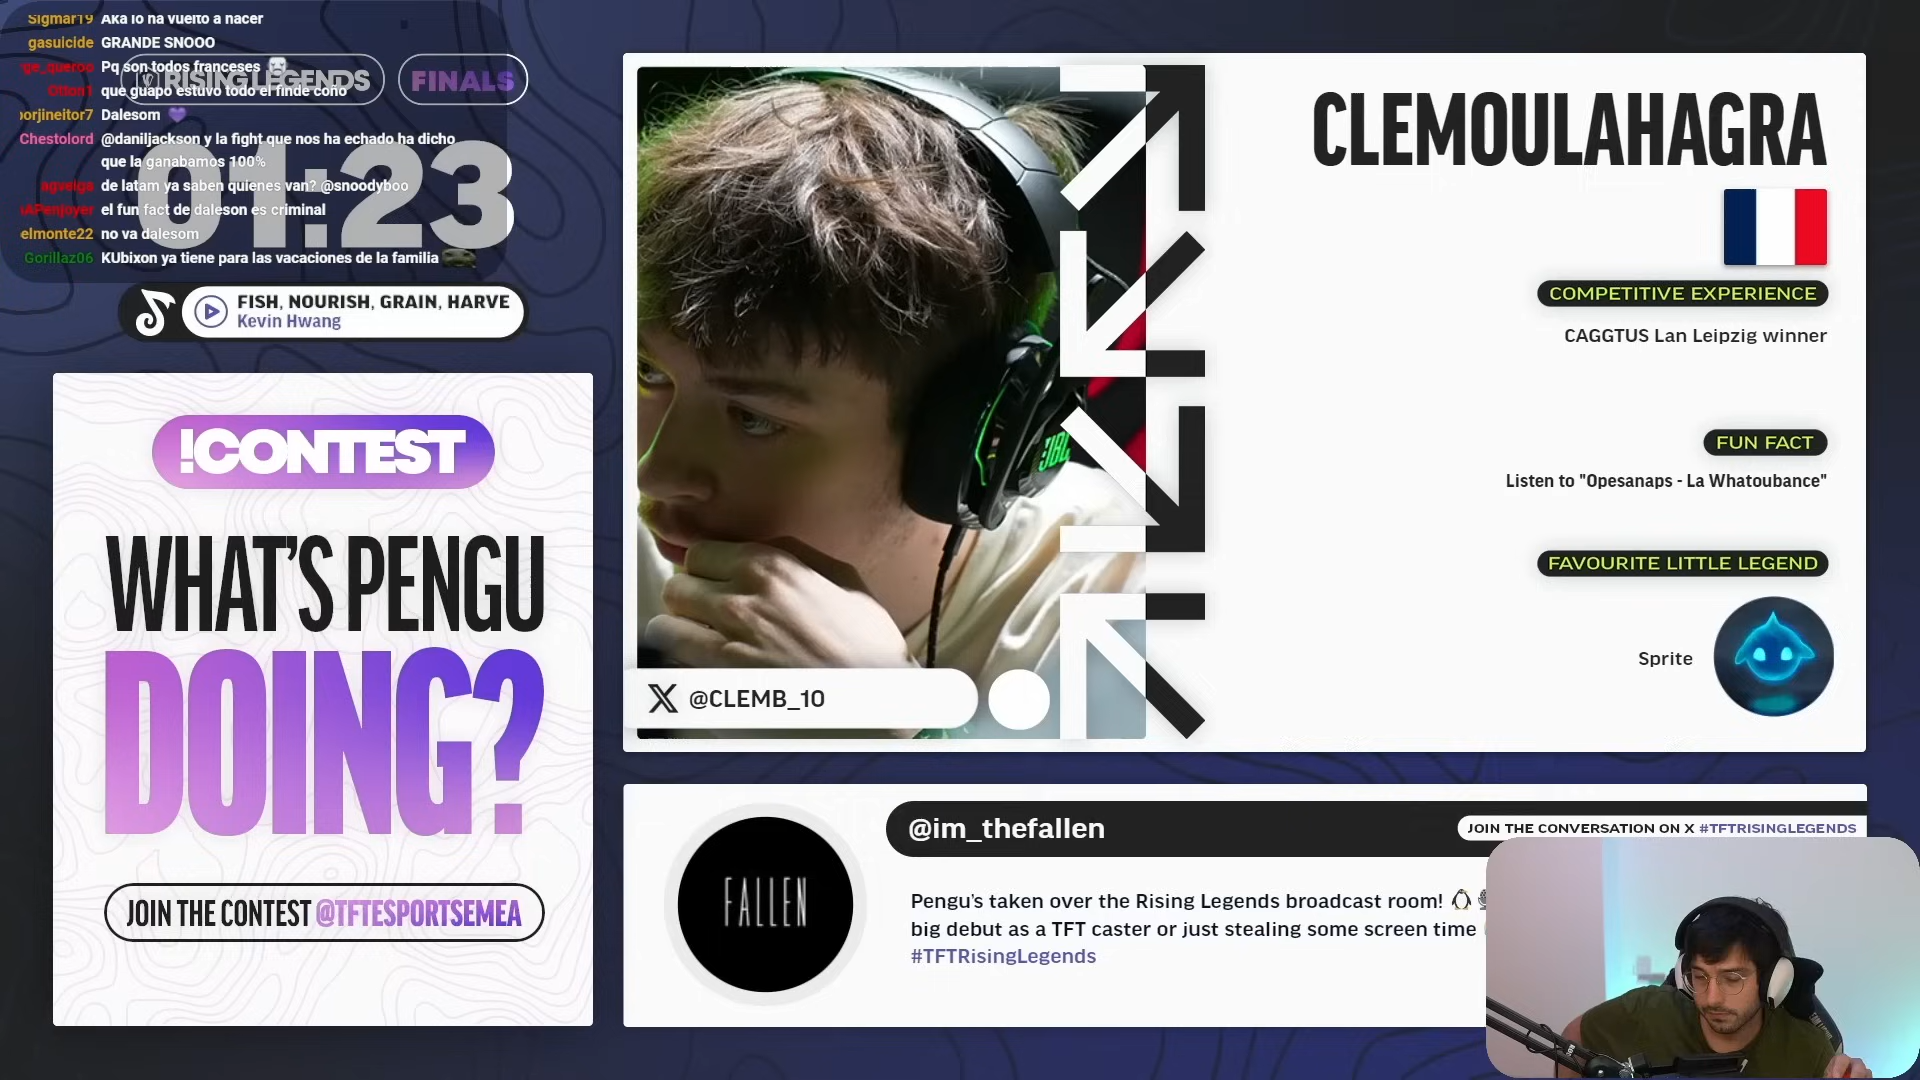 Sigmar19 Aka lo ha vuelto a hacer
gasuicide GRANDE SNOOO
Pq son todos franceses
que guapo estuvo todo el finde coño
Dalesom
Chestolord @daniljackson y la fight que nos ha echado ha dicho
que la ganabamos 100%
agveiga de latam ya saben quienes van? @snoodyboo
el fun fact de daleson es criminal
elmonte22 no va dalesom
Gorillaz06 KUbixon ya tiene para las vacaciones de la familia
RISING LEGENDS
FINALS
01:23
FISH, NOURISH, GRAIN, HARVE
Kevin Hwang
!CONTEST
WHAT'S PENGU
DOING?
JOIN THE CONTEST @TFTESPORTSEMEA
JBL
@CLEMB_10
CLEMOULAHAGRA
COMPETITIVE EXPERIENCE
CAGGTUS Lan Leipzig winner
FUN FACT
Listen to "Opesanaps - La Whatoubance"
FAVOURITE LITTLE LEGEND
Sprite
FALLEN
@im_thefallen
JOIN THE CONVERSATION ON X #TFTRISINGLEGENDS
Pengu's taken over the Rising Legends broadcast room!
big debut as a TFT caster or just stealing some screen time
#TFTRisingLegends